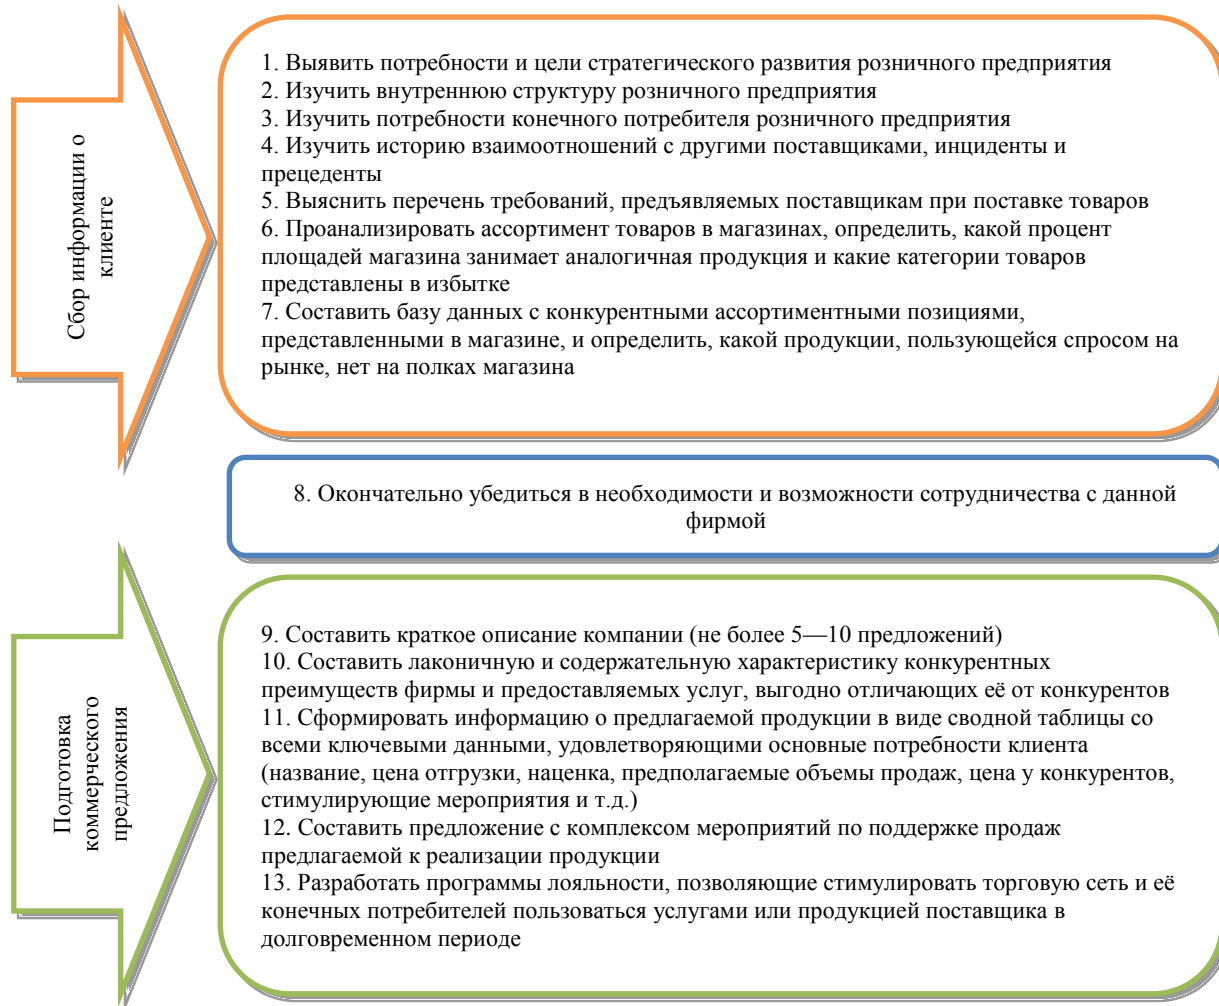 Сбор информации о
клиенте
1. Выявить потребности и цели стратегического развития розничного предприятия
2. Изучить внутреннюю структуру розничного предприятия
3. Изучить потребности конечного потребителя розничного предприятия
4. Изучить историю взаимоотношений с другими поставщиками, инциденты и
прецеденты
5. Выяснить перечень требований, предъявляемых поставщикам при поставке товаров
6. Проанализировать ассортимент товаров в магазинах, определить, какой процент
площадей магазина занимает аналогичная продукция и какие категории товаров
представлены в избытке
7. Составить базу данных с конкурентными ассортиментными позициями,
представленными в магазине, и определить, какой продукции, пользующейся спросом на
рынке, нет на полках магазина
8. Окончательно убедиться в необходимости и возможности сотрудничества с данной
фирмой
Подготовка
коммерческого
предложения
9. Составить краткое описание компании (не более 5—10 предложений)
10. Составить лаконичную и содержательную характеристику конкурентных
преимуществ фирмы и предоставляемых услуг, выгодно отличающих её от конкурентов
11. Сформировать информацию о предлагаемой продукции в виде сводной таблицы со
всеми ключевыми данными, удовлетворяющими основные потребности клиента
(название, цена отгрузки, наценка, предполагаемые объемы продаж, цена у конкурентов,
стимулирующие мероприятия и т.д.)
12. Составить предложение с комплексом мероприятий по поддержке продаж
предлагаемой к реализации продукции
13. Разработать программы лояльности, позволяющие стимулировать торговую сеть и её
конечных потребителей пользоваться услугами или продукцией поставщика в
долговременном периоде